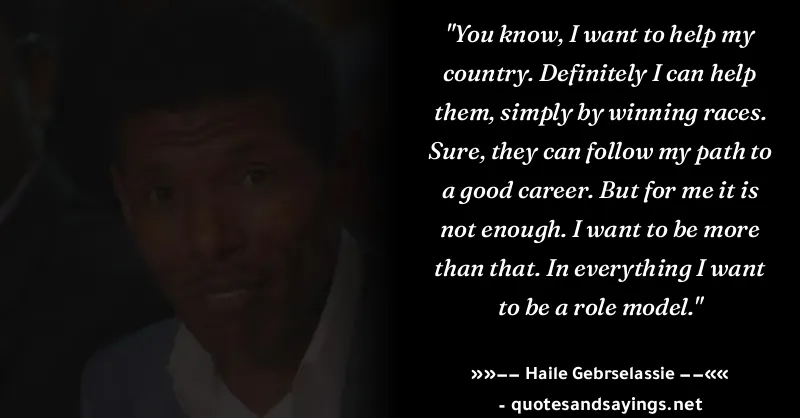 "You know, I want to help my
country. Definitely I can help
them, simply by winning races.
Sure, they can follow my path to
a good career. But for me it is
not enough. I want to be more
than that. In everything I want
to be a role model."
»»−− Haile Gebrselassie −−««
- quotesandsayings.net